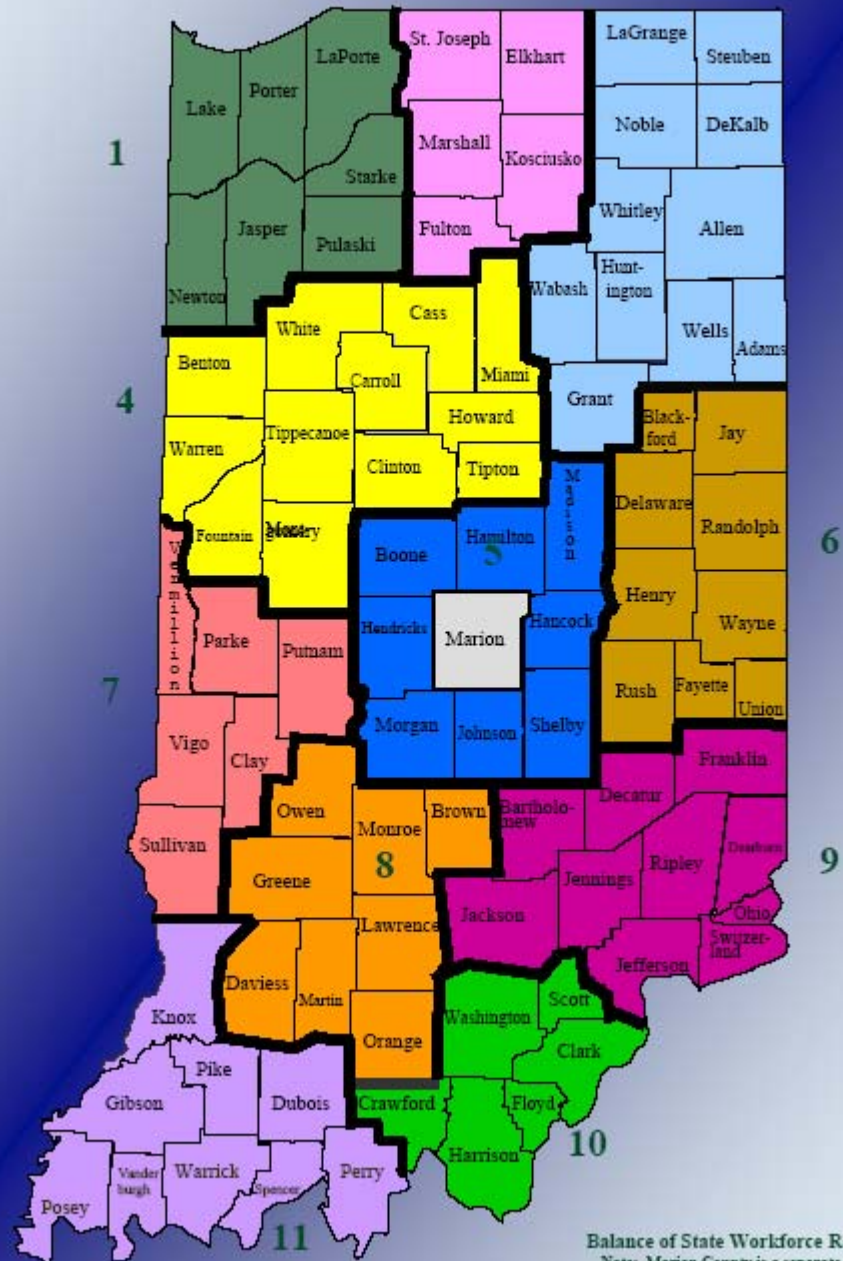 St. Joseph
Elkhart
LaGrange
Steuben
LaPorte
Porter
Lake
Noble
DeKalb
1
Marshall
Kosciusko
Starke
Whitley
Allen
Jasper
Fulton
Pulaski
Newton
Wabash
Hunt-
ington
Wells
Adams
White
Cass
Benton
Carroll
Miami
4
Grant
Howard
Black-
ford
Jay
Tippecanoe
Warren
Clinton
Tipton
Madison
Delaware
Randolph
Fountain
Hamilton
5
6
Boone
Vermillion
Henry
Wayne
Parke
Putnam
Hendricks
Marion
Hancock
7
Rush
Fayette
Union
Vigo
Clay
Morgan
Johnson
Shelby
Franklin
Owen
Monroe
Brown
Bartholo-
mew
Decatur
Sullivan
8
Ripley
Dearborn
9
Greene
Jennings
Jackson
Ohio
Lawrence
Switzer-
land
Jefferson
Daviess
Martin
Scott
Knox
Washington
Orange
Clark
Pike
Gibson
Dubois
Crawford
Floyd
10
Harrison
Vander
burgh
Warrick
Spencer
Perry
Posey
11
Balance of State Workforce R